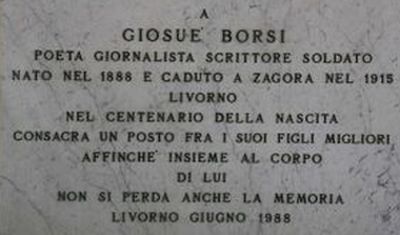 A
GIOSUE' BORSI
POETA GIORNALISTA SCRITTORE SOLDATO
NATO NEL 1888 E CADUTO A ZAGORA NEL 1915
LIVORNO
NEL CENTENARIO DELLA NASCITA
CONSACRA UN POSTO FRA I SUOI FIGLI MIGLIORI
AFFINCHE' INSIEME AL CORPO
DI LUI
NON SI PERDA ANCHE LA MEMORIA
LIVORNO GIUGNO 1988